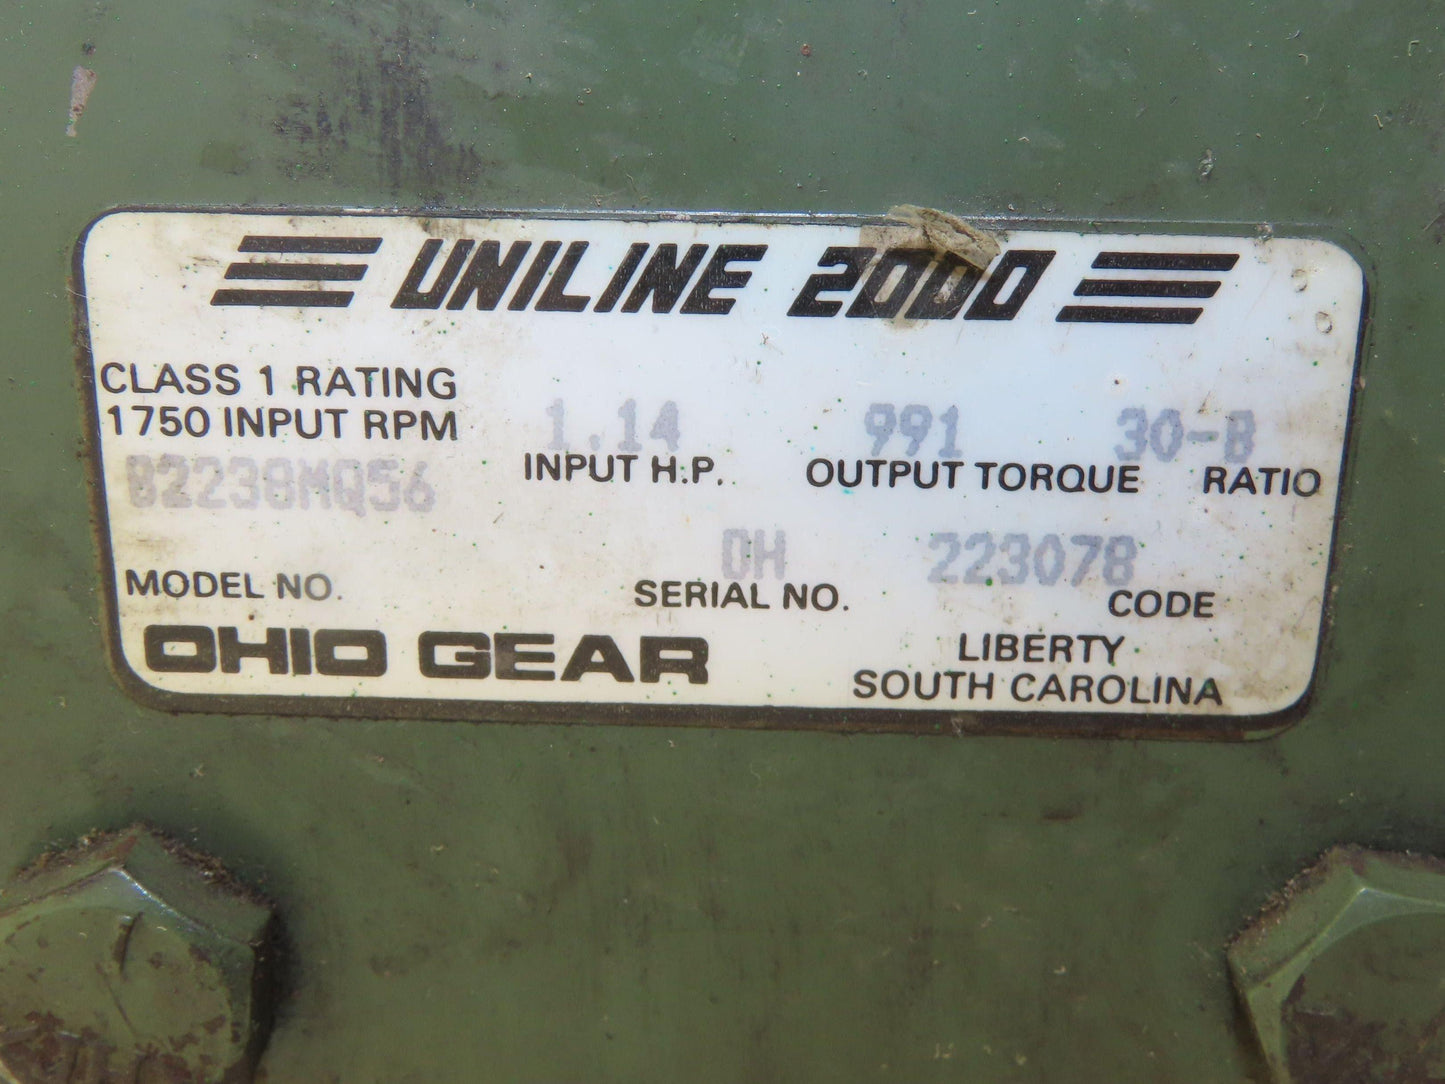 UNILINE 2000
CLASS 1 RATING
1750 INPUT RPM
1.14 991 30-B
INPUT H.P. OUTPUT TORQUE RATIO
B2238MQ56
OH 223078
MODEL NO. SERIAL NO. CODE
OHIO GEAR
LIBERTY
SOUTH CAROLINA